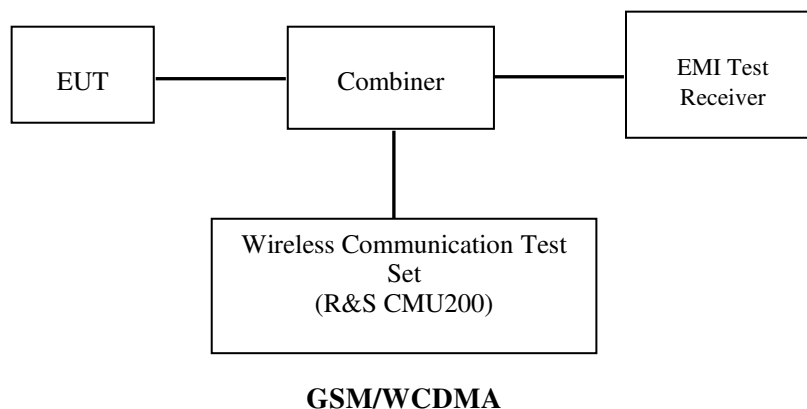 EUT
Combiner
EMI Test
Receiver
Wireless Communication Test
Set
(R&S CMU200)
GSM/WCDMA